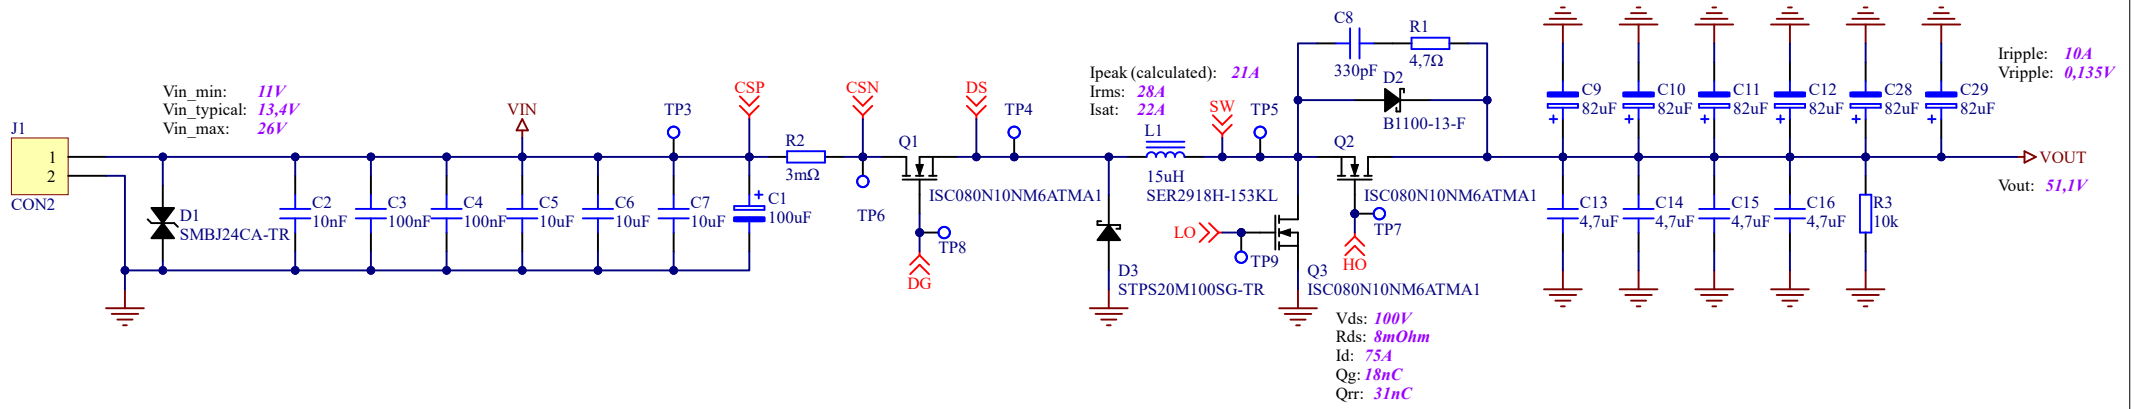 J1
1
2
CON2
Vin_min: 11V
Vin_typical: 13,4V
Vin_max: 26V
D1
SMBJ24CA-TR
C2
10nF
C3
100nF
C4
100nF
VIN
C5
10uF
C6
10uF
TP3
C7
10uF
CSP
C1
100uF
R2
3mΩ
CSN
TP6
Q1
ISC080N10NM6ATMA1
TP8
DG
DS
TP4
D3
STPS20M100SG-TR
Ipeak (calculated): 21A
Irms: 28A
Isat: 22A
L1
15uH
SER2918H-153KL
SW
TP5
LO
TP9
Q3
ISC080N10NM6ATMA1
Vds: 100V
Rds: 8mOhm
Id: 75A
Qg: 18nC
Qrr: 31nC
C8
330pF
R1
4,7Ω
D2
B1100-13-F
Q2
ISC080N10NM6ATMA1
TP7
HO
C9
82uF
C10
82uF
C11
82uF
C12
82uF
C28
82uF
C29
82uF
C13
4,7uF
C14
4,7uF
C15
4,7uF
C16
4,7uF
R3
10k
Iripple: 10A
Vripple: 0,135V
VOUT
Vout: 51,1V